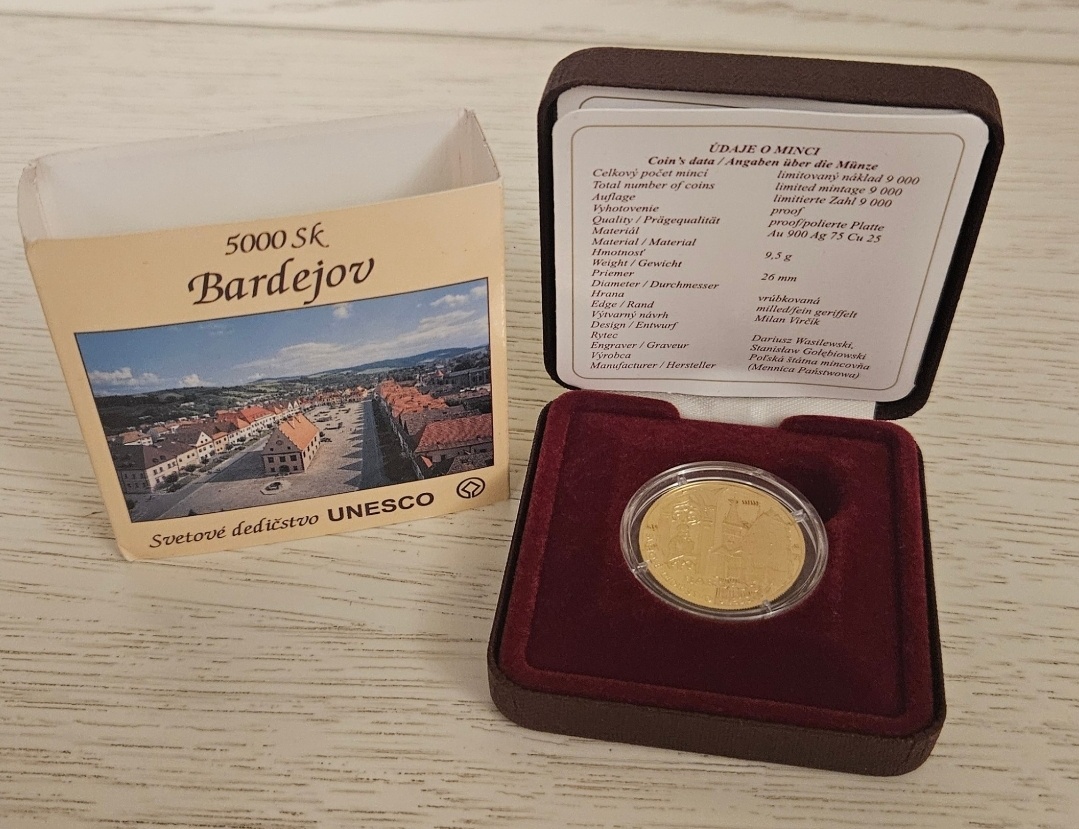 5000 Sk
Bardejov
Svetové dedičstvo UNESCO
ÚDAJE O MINCI
Coin's data / Angaben über die Münze
Celkový počet mincí limitovaný náklad 9 000
Total number of coins limited mintage 9 000
Auflage limitierte Zahl 9 000
Vyhotovenie proof
Quality / Prägequalität proof/polierte Platte
Materiál Au 900 Ag 75 Cu 25
Material / Material
Hmotnosť 9,5 g
Weight / Gewicht
Priemer 26 mm
Diameter / Durchmesser
Hrana vrúbkovaná
Edge / Rand milled/fein geriffelt
Výtvarný návrh Milan Virčík
Design / Entwurf
Rytec Dariusz Wasilewski,
Engraver / Graveur Stanisław Gołębiowski
Výrobca Poľská štátna mincovňa
Manufacturer / Hersteller (Mennica Państwowa)